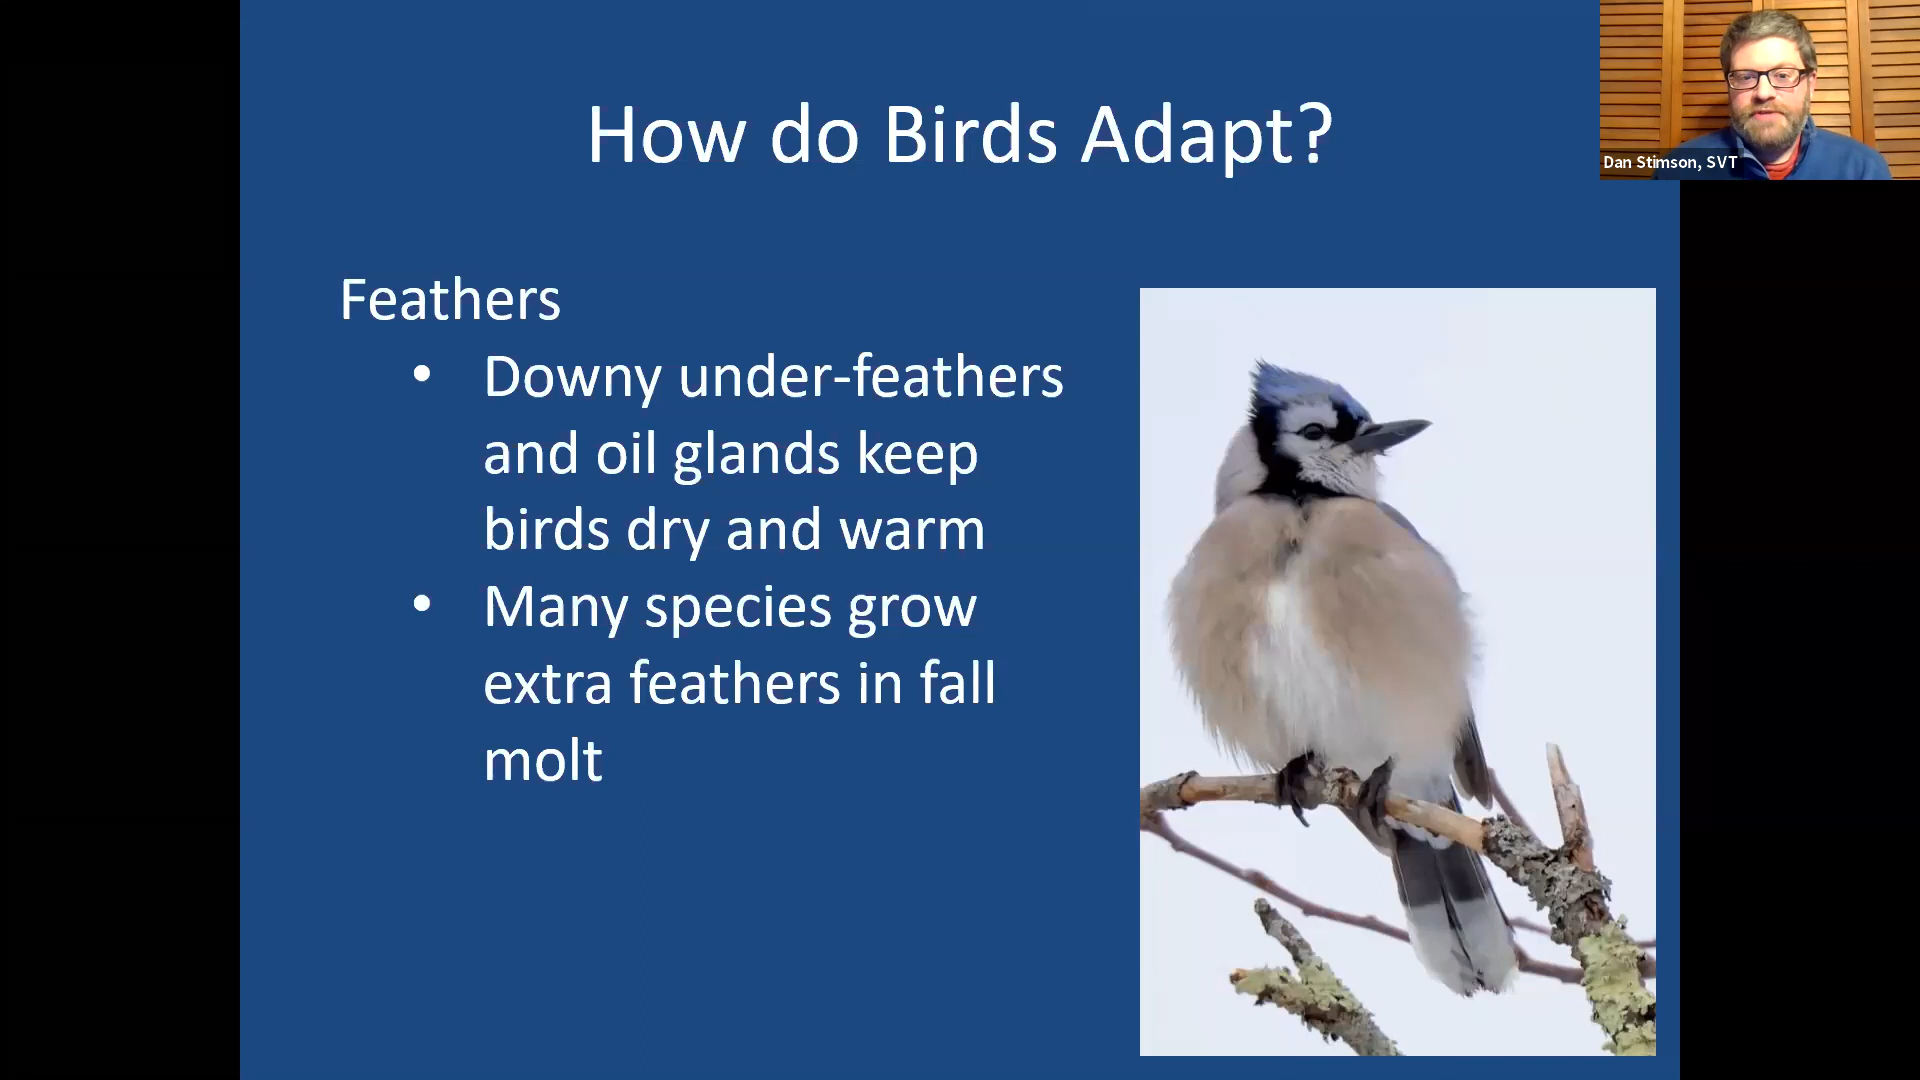 How do Birds Adapt?
Dan Stimson, SVT
Feathers
• Downy under-feathers
and oil glands keep
birds dry and warm
• Many species grow
extra feathers in fall
molt